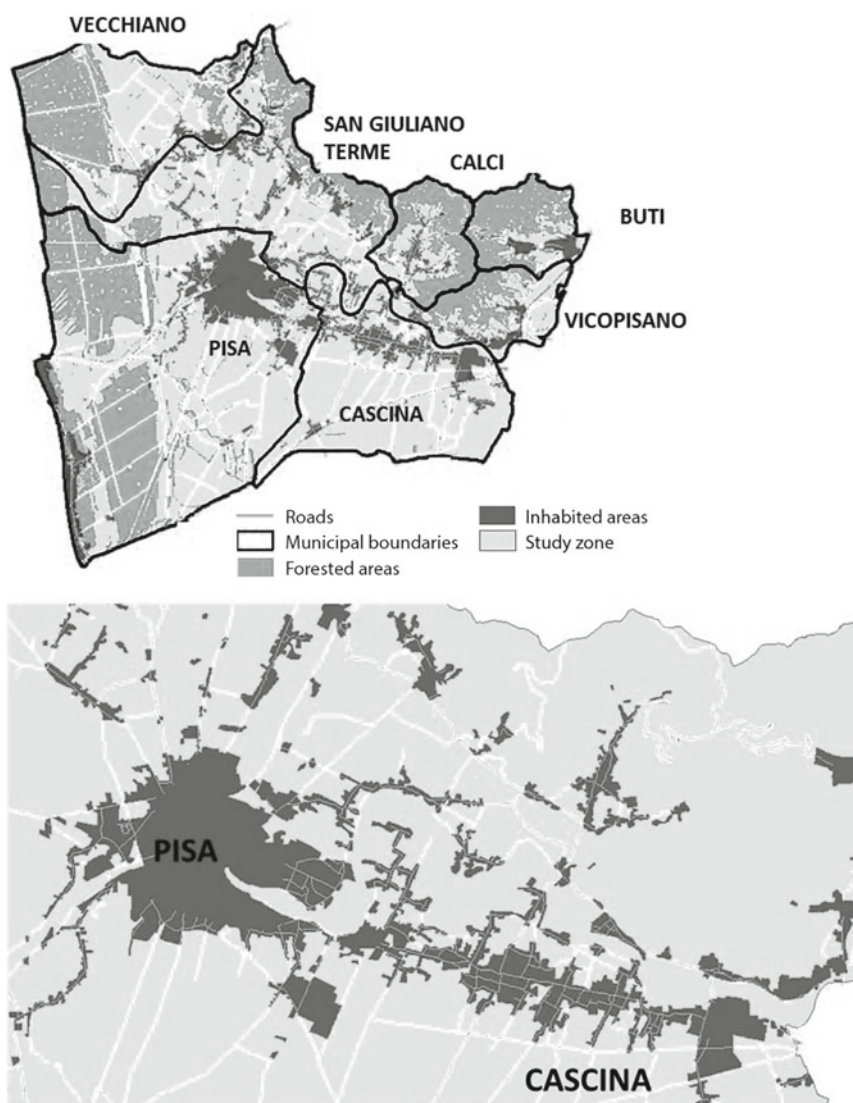 VECCHIANO
SAN GIULIANO
TERME
CALCI
BUTI
VICOPISANO
PISA
CASCINA
Roads
Municipal boundaries
Forested areas
Inhabited areas
Study zone
PISA
CASCINA